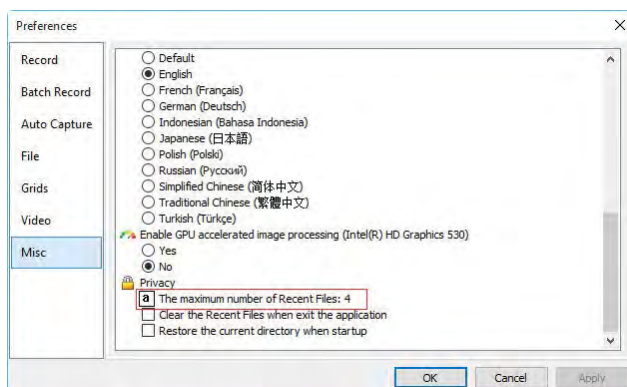 Preferences
Record
Batch Record
Auto Capture
File
Grids
Video
Misc
Default
English
French (Français)
German (Deutsch)
Indonesian (Bahasa Indonesia)
Japanese (日本語)
Polish (Polski)
Russian (Русский)
Simplified Chinese (简体中文)
Traditional Chinese (繁體中文)
Turkish (Türkçe)
Enable GPU accelerated image processing (Intel(R) HD Graphics 530)
Yes
No
Privacy
a The maximum number of Recent Files: 4
Clear the Recent Files when exit the application
Restore the current directory when startup
OK Cancel Apply